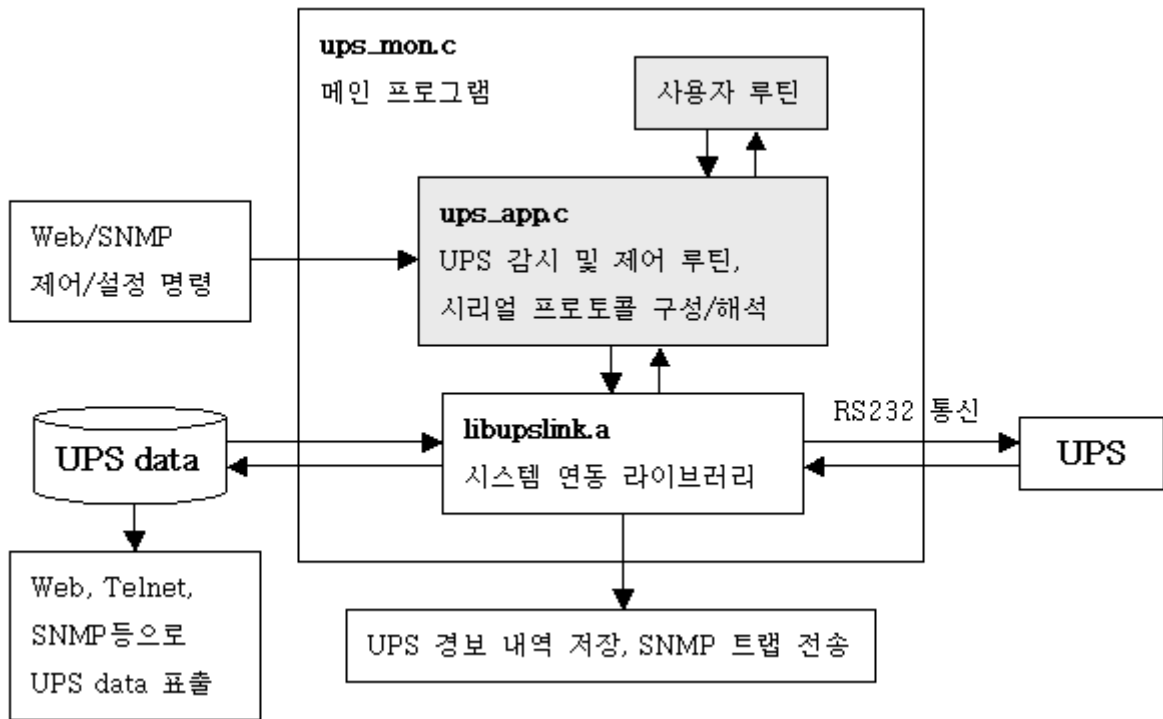 ups_mon.c
메인 프로그램
사용자 루틴
ups_app.c
UPS 감시 및 제어 루틴,
시리얼 프로토콜 구성/해석
Web/SNMP
제어/설정 명령
RS232 통신
libupslink.a
시스템 연동 라이브러리
UPS data
UPS
Web, Telnet,
SNMP등으로
UPS data 표출
UPS 경보 내역 저장, SNMP 트랩 전송